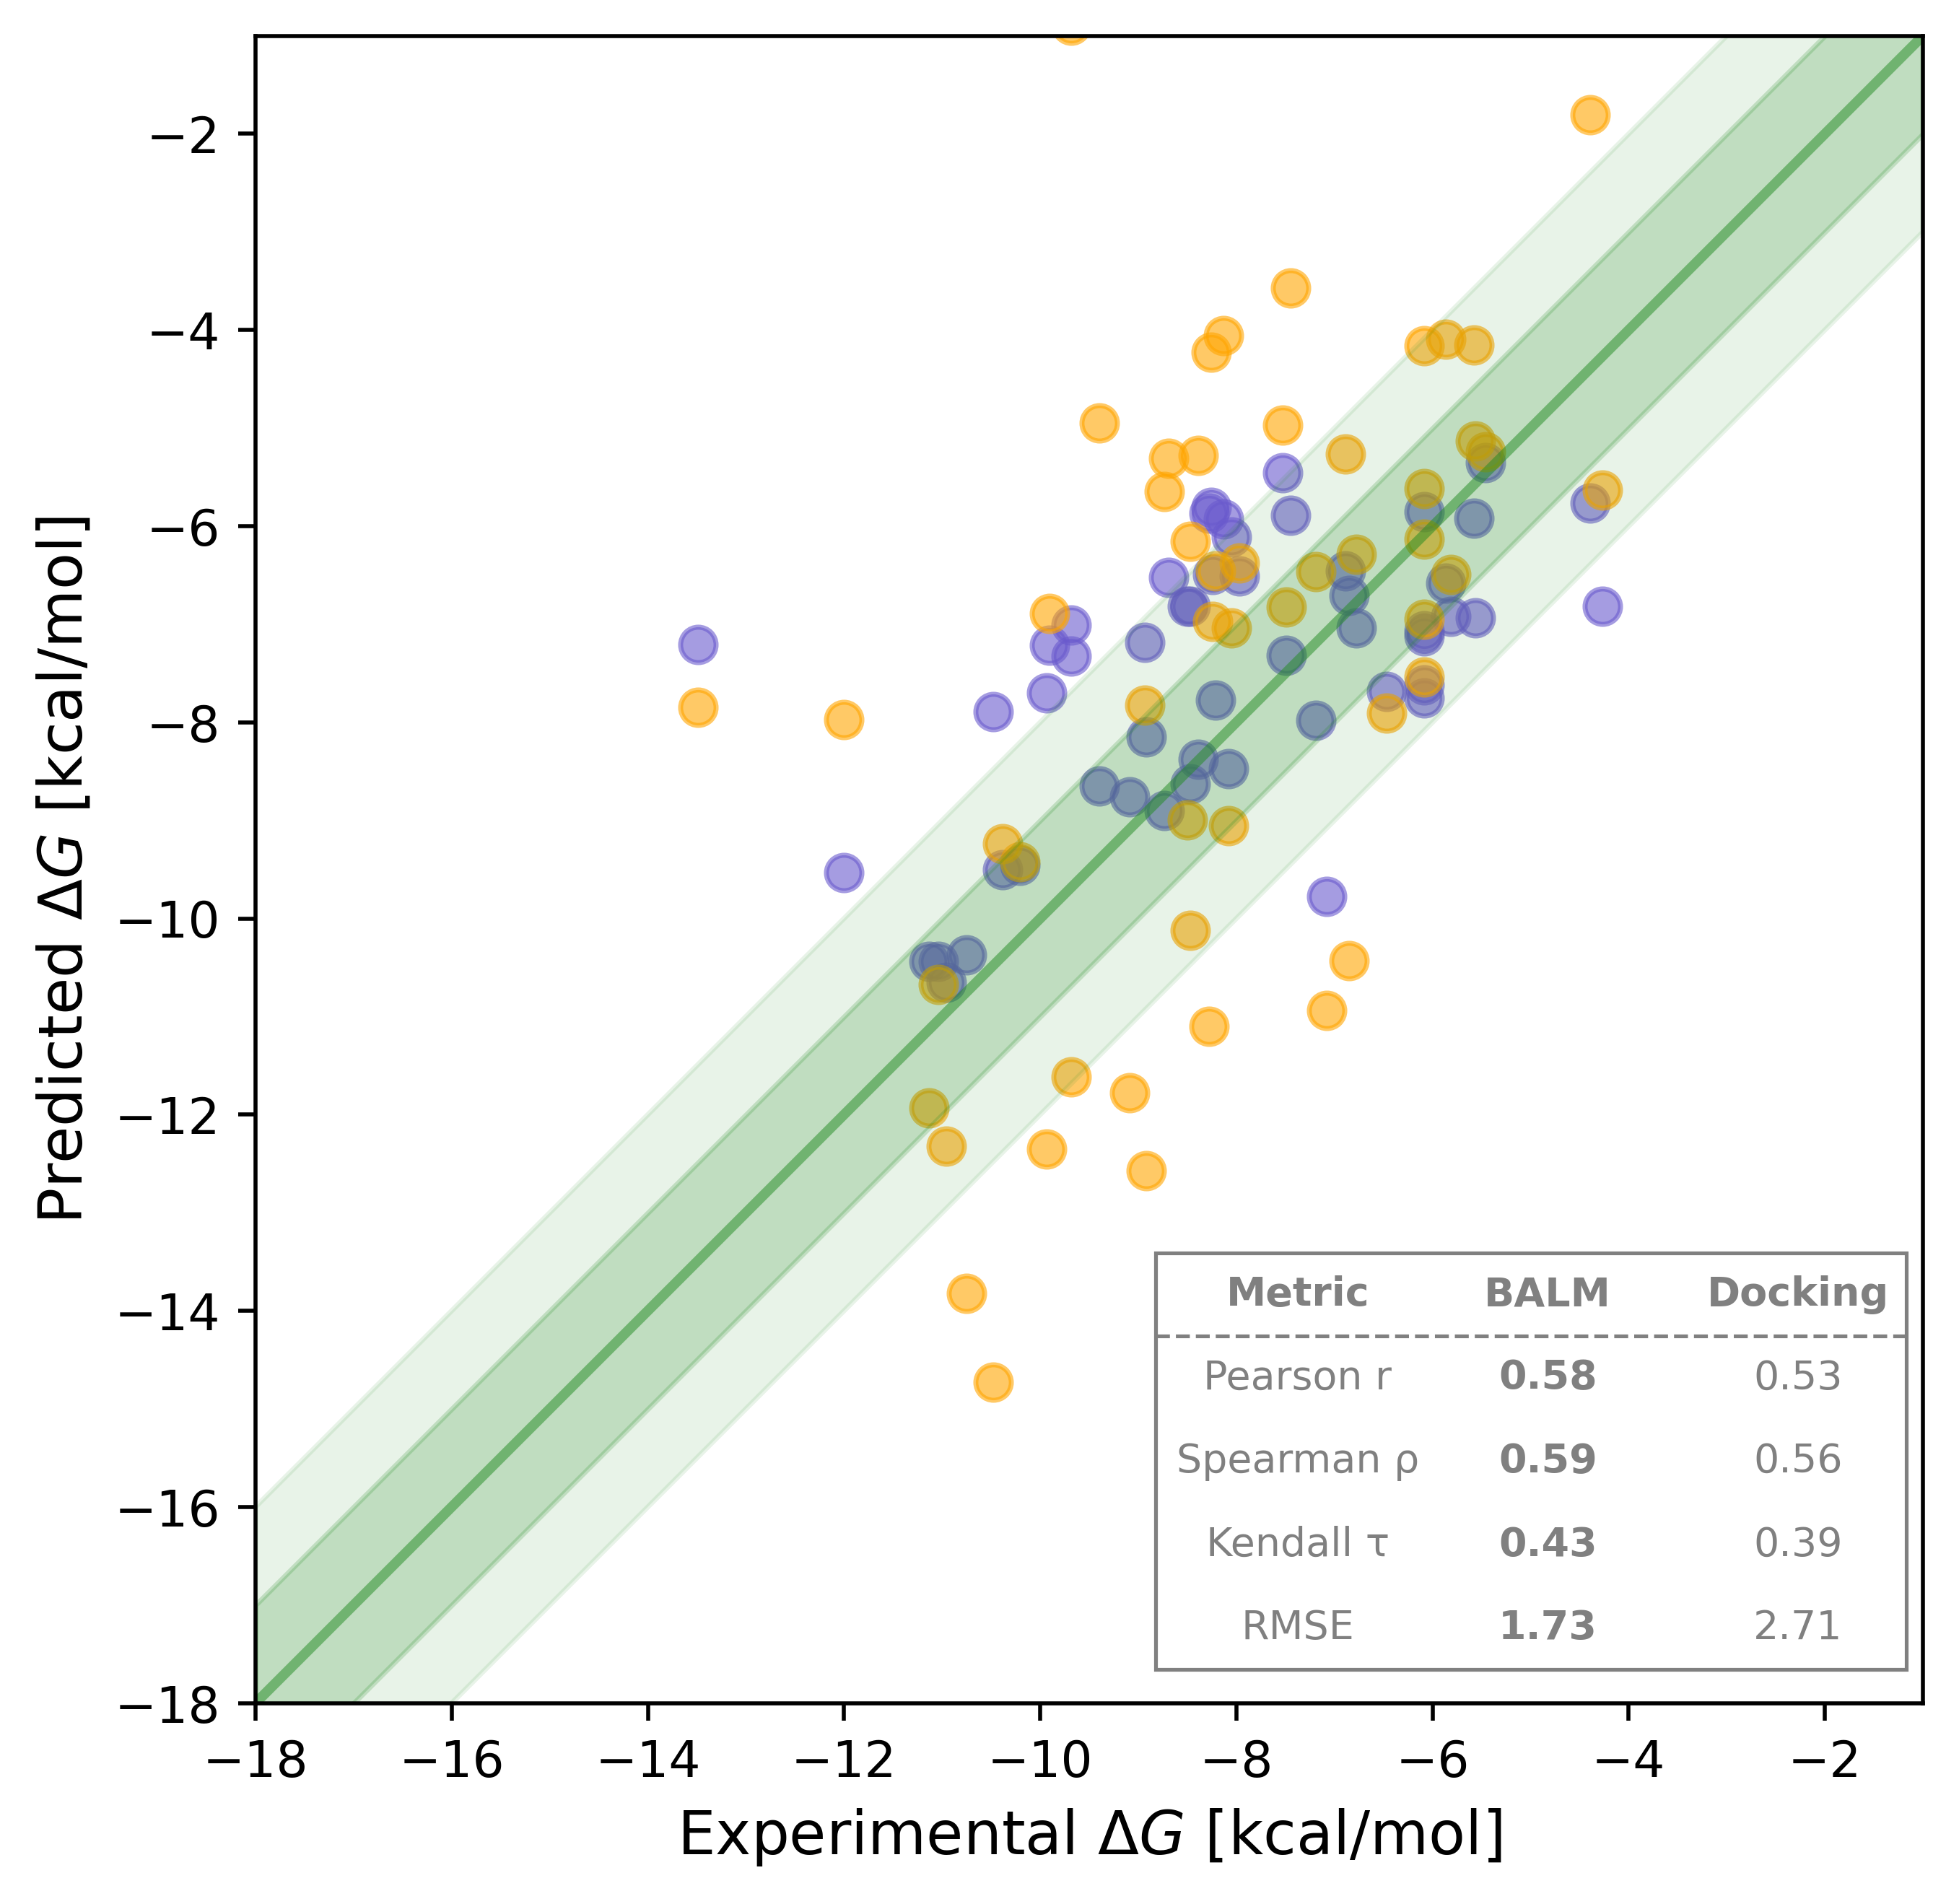 Predicted ΔG [kcal/mol]
−2
−4
−6
−8
−10
−12
−14
−16
−18
Metric BALM Docking
Pearson r 0.58 0.53
Spearman ρ 0.59 0.56
Kendall τ 0.43 0.39
RMSE 1.73 2.71
−18 −16 −14 −12 −10 −8 −6 −4 −2
Experimental ΔG [kcal/mol]